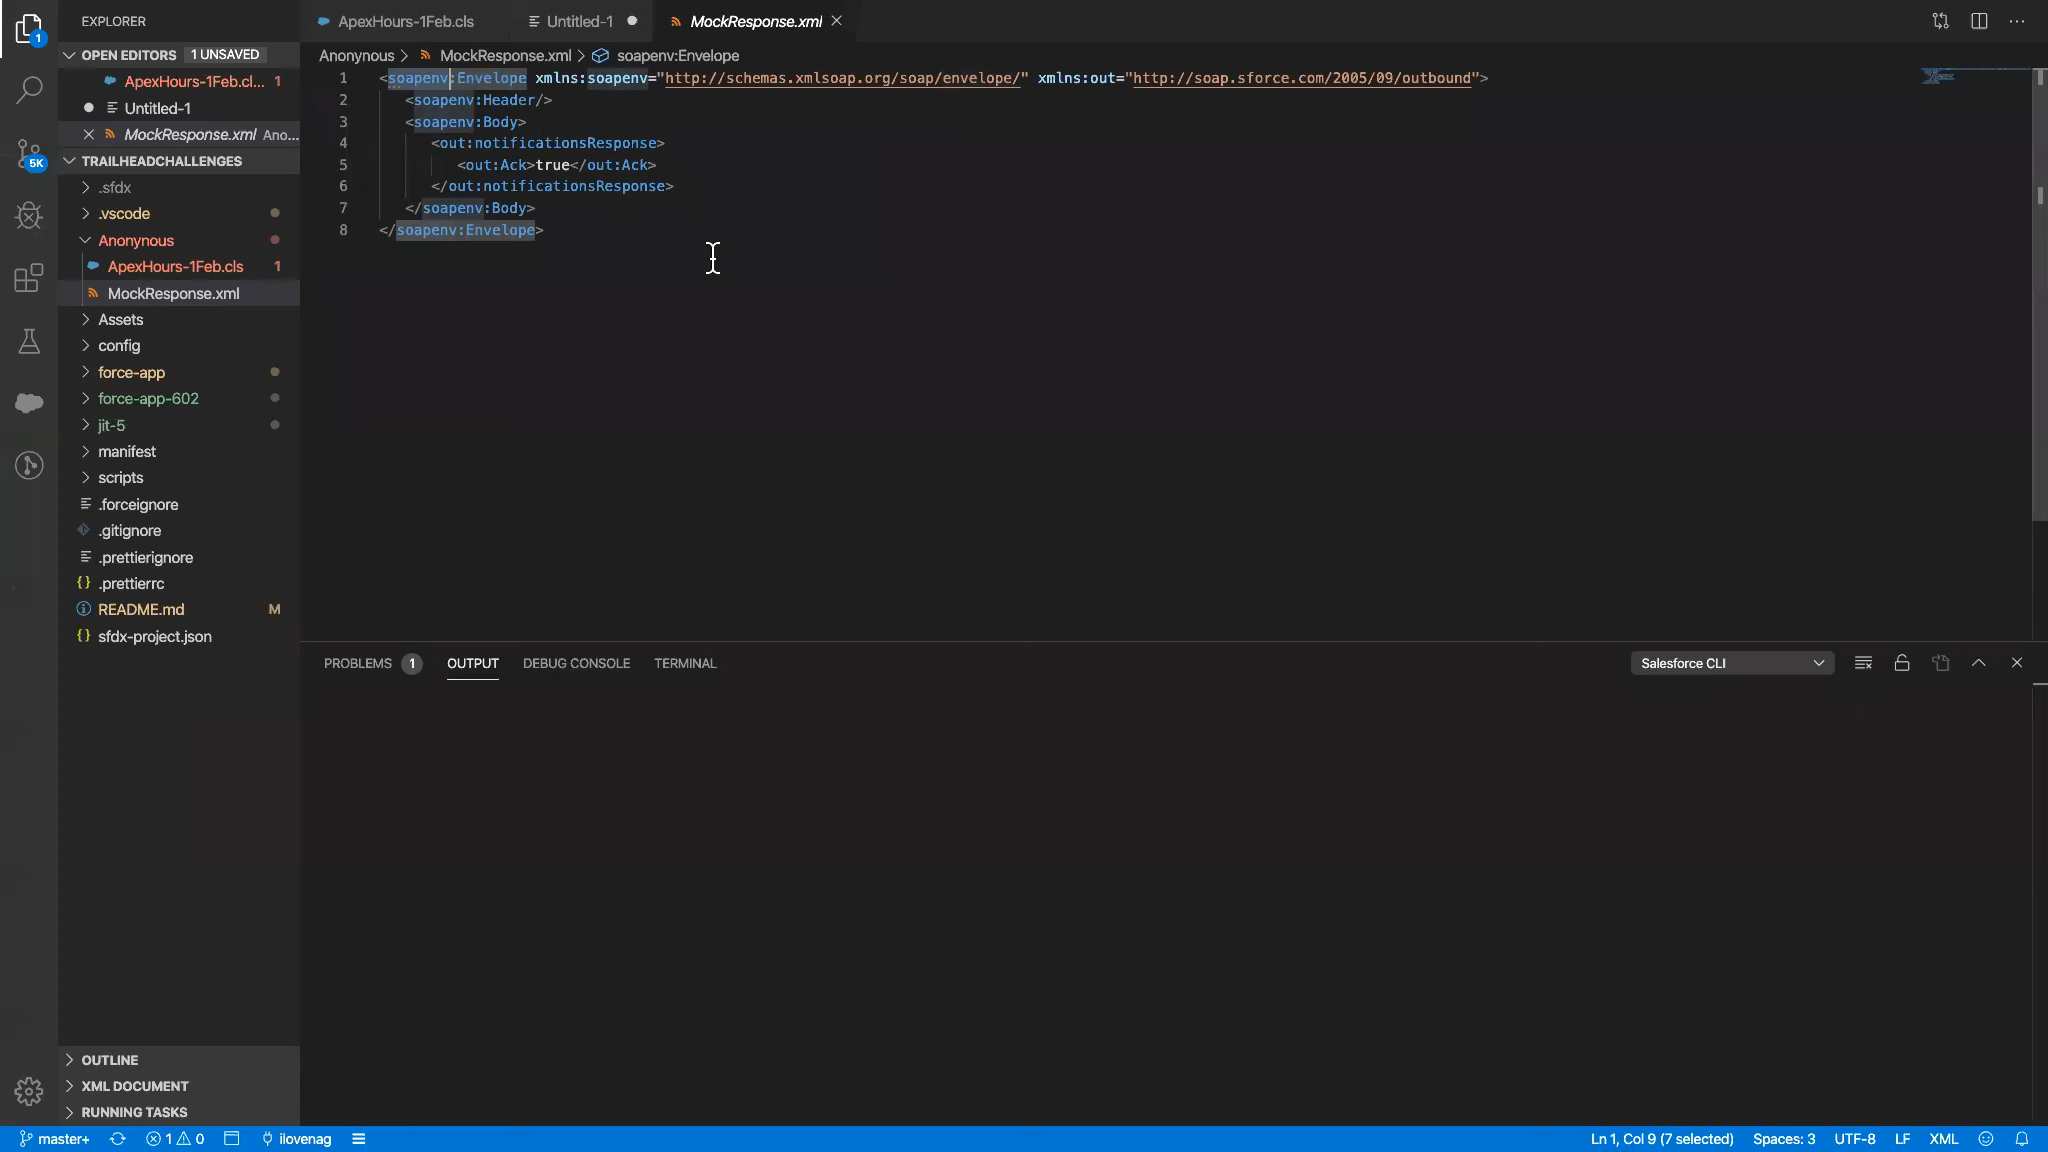 EXPLORER
ApexHours-1Feb.cls
Untitled-1
MockResponse.xml
OPEN EDITORS 1 UNSAVED
Anonynous > MockResponse.xml > soapenv:Envelope
1
ApexHours-1Feb.cl... 1
Untitled-1
MockResponse.xml Ano...
5K
TRAILHEADCHALLENGES
.sfdx
.vscode
Anonynous
ApexHours-1Feb.cls 1
MockResponse.xml
Assets
config
force-app
force-app-602
jit-5
manifest
scripts
.forceignore
.gitignore
.prettierignore
.prettierrc
README.md M
sfdx-project.json
1 <soapenv:Envelope xmlns:soapenv="http://schemas.xmlsoap.org/soap/envelope/" xmlns:out="http://soap.sforce.com/2005/09/outbound">
2 <soapenv:Header/>
3 <soapenv:Body>
4 <out:notificationsResponse>
5 <out:Ack>true</out:Ack>
6 </out:notificationsResponse>
7 </soapenv:Body>
8 </soapenv:Envelope>
PROBLEMS 1 OUTPUT DEBUG CONSOLE TERMINAL
Salesforce CLI
OUTLINE
XML DOCUMENT
RUNNING TASKS
master+ 1 0 ilovenag
Ln 1, Col 9 (7 selected) Spaces: 3 UTF-8 LF XML